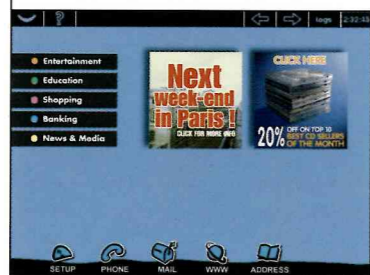 logs 2:32:45
Entertainment
Education
Shopping
Banking
News & Media
Next
week-end
in Paris !
CLICK FOR MORE INFO
CLICK HERE
20% OFF ON TOP 10
BEST CD SELLERS
OF THE MONTH
SETUP PHONE MAIL WWW ADDRESS